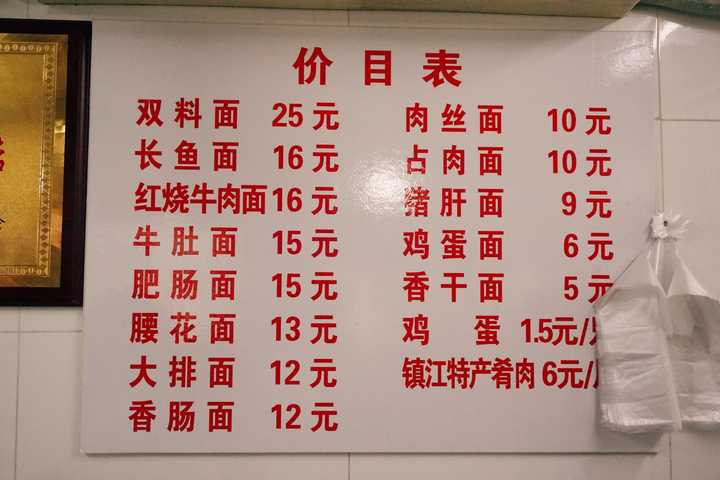 价目表
双料面 25元
长鱼面 16元
红烧牛肉面 16元
牛肚面 15元
肥肠面 15元
腰花面 13元
大排面 12元
香肠面 12元
肉丝面 10元
占肉面 10元
猪肝面 9元
鸡蛋面 6元
香干面 5元
鸡蛋 1.5元/
镇江特产肴肉 6元/